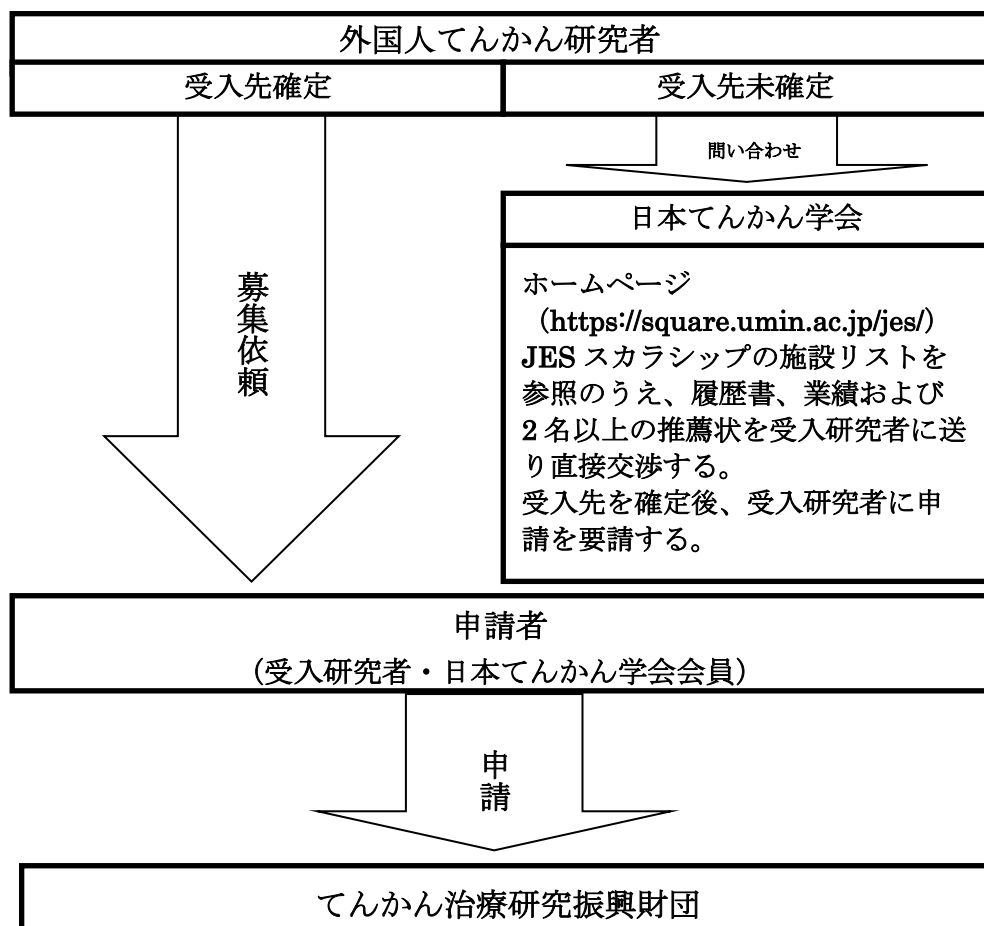 外国人てんかん研究者
受入先確定
受入先未確定
問い合わせ
日本てんかん学会
ホームページ
（https://square.umin.ac.jp/jes/）
JES スカラシップの施設リストを
参照のうえ、履歴書、業績および
2 名以上の推薦状を受入研究者に送
り直接交渉する。
受入先を確定後、受入研究者に申
請を要請する。
募集依頼
申請者
（受入研究者・日本てんかん学会会員）
申請
てんかん治療研究振興財団